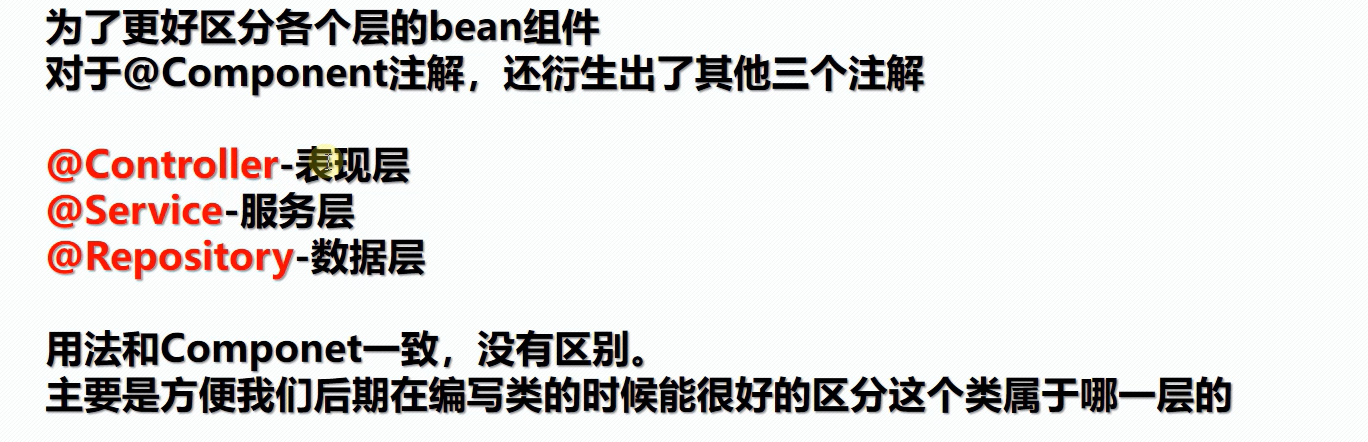 为了更好区分各个层的bean组件
对于@Component注解，还衍生出了其他三个注解
@Controller-表现层
@Service-服务层
@Repository-数据层
用法和Componet一致，没有区别。
主要是方便我们后期在编写类的时候能很好的区分这个类属于哪一层的